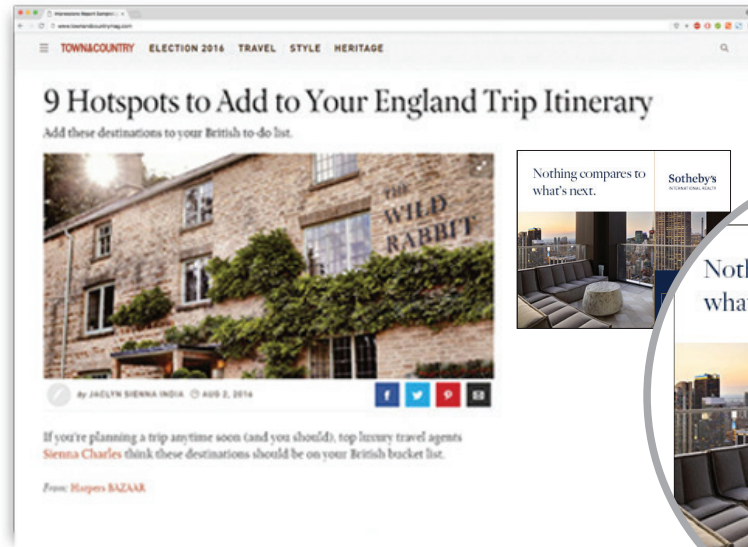 www.townandcountrymag.com
TOWN&COUNTRY ELECTION 2016 TRAVEL STYLE HERITAGE
9 Hotspots to Add to Your England Trip Itinerary
Add these destinations to your British to-do list.
THE
WILD
RABBIT
Nothing compares to
what's next.
Sotheby's
INTERNATIONAL REALTY
Noth
what
By JACLYN SIENNA INDIA AUG 2, 2016
If you're planning a trip anytime soon (and you should), top luxury travel agents
Sienna Charles think these destinations should be on your British bucket list.
From: Harpers BAZAAR